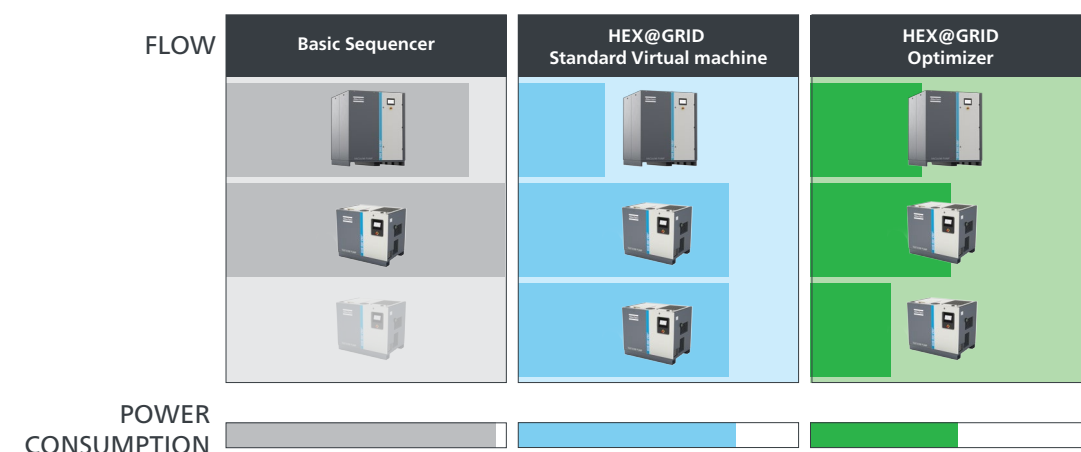 FLOW
Basic Sequencer
HEX@GRID
Standard Virtual machine
HEX@GRID
Optimizer
POWER
CONSUMPTION